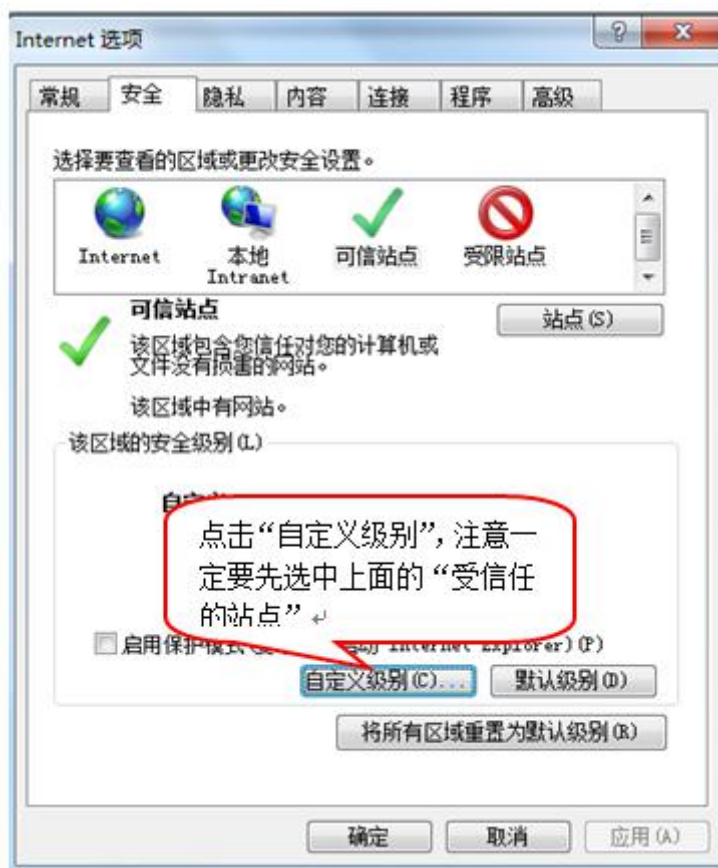 Internet 选项
常规 安全 隐私 内容 连接 程序 高级
选择要查看的区域或更改安全设置。
Internet 本地 Intranet 可信站点 受限站点
可信站点
站点(S)
该区域包含您信任对您的计算机或
文件没有损害的网站。
该区域中有网站。
该区域的安全级别(L)
点击“自定义级别”，注意一
定要先选中上面的“受信任
的站点”
启用保护模式 Internet Explorer)(P)
自定义级别(C)... 默认级别(D)
将所有区域重置为默认级别(R)
确定 取消 应用(A)